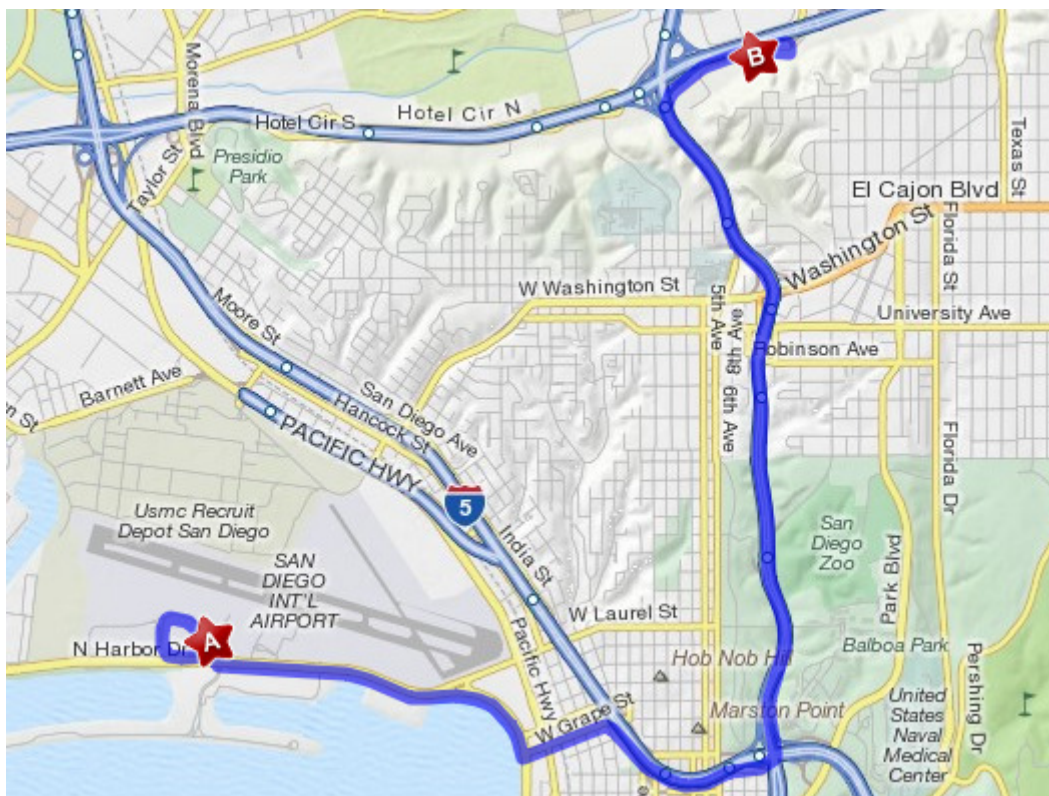 B
Morena Blvd
Hotel Cir N
Hotel Cir S
Texas St
Taylor St
Presidio
Park
El Cajon Blvd
Washington St
Florida St
W Washington St
Moore St
5th Ave
8th Ave
6th Ave
University Ave
Robinson Ave
Barnett Ave
San Diego Ave
Hancock St
PACIFIC HWY
Florida Dr
5
Usmc Recruit
Depot San Diego
San
Diego
Zoo
India St
SAN
DIEGO
INT'L
AIRPORT
Park Blvd
W Laurel St
A
N Harbor Dr
Pacific Hwy
Balboa Park
Hob Nob Hill
Pershing Dr
W Grape St
Marston Point
United
States
Naval
Medical
Center